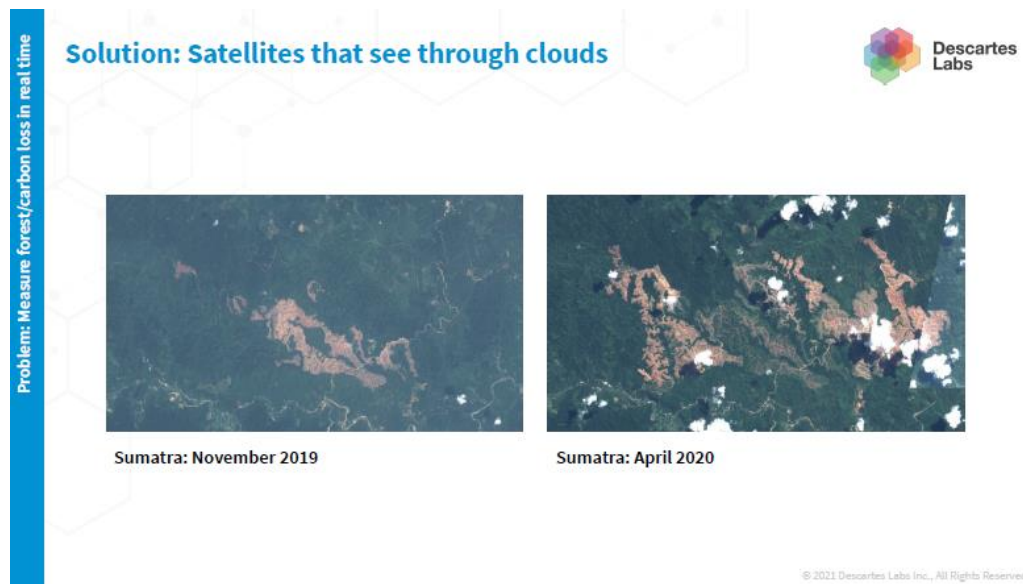 Problem: Measure forest/carbon loss in real time
Solution: Satellites that see through clouds
Descartes
Labs
Sumatra: November 2019
Sumatra: April 2020
© 2021 Descartes Labs Inc., All Rights Reserve